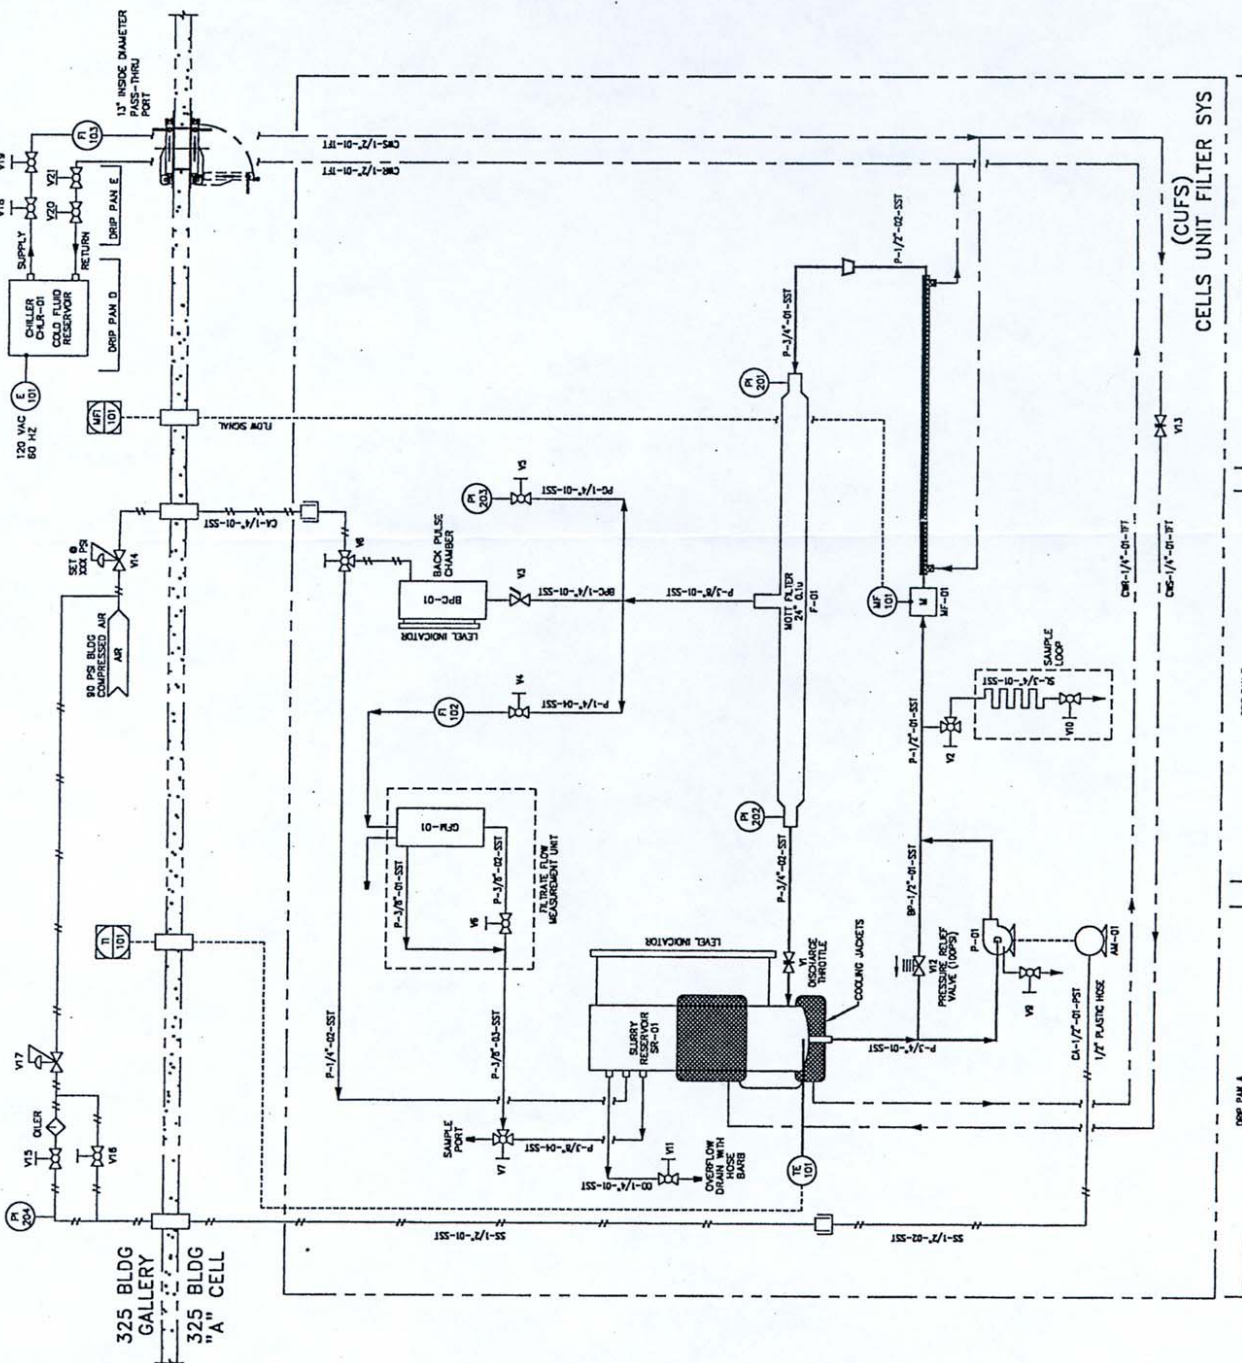 13" INSIDE DIAMETER
PASS-THRU
PORT
FI
103
V19
V18
V21
V20
SUPPLY
RETURN
DRIP PAN E
DRIP PAN D
CHILLER
CHLR-01
COLD FLUID
RESERVOIR
E
101
120 VAC
60 HZ
MFI
101
FLOW SIGNAL
CWS-1/2"-01-TFT
CWR-1/2"-01-TFT
SET @
XXX PSI
V14
90 PSI BLDG
COMPRESSED AIR
AIR
CA-1/4"-01-SST
V8
BACK PULSE
CHAMBER
BPC-01
LEVEL INDICATOR
V3
BPC-1/4"-01-SST
PI
203
V5
PG-1/4"-01-SST
P-3/8"-01-SST
FI
102
V4
P-1/4"-04-SST
GFM-01
P-3/8"-01-SST
P-3/8"-02-SST
V6
FILTRATE FLOW
MEASUREMENT UNIT
P-1/4"-02-SST
P-3/8"-03-SST
SAMPLE
PORT
V7
P-3/8"-04-SST
TI
101
V17
OILER
V15
V16
PI
204
325 BLDG
GALLERY
325 BLDG
"A" CELL
SS-1/2"-01-SST
SS-1/2"-02-SST
PI
201
P-3/4"-01-SST
P-1/2"-02-SST
MOTT FILTER
24" 0.1u
F-01
PI
202
P-3/4"-02-SST
V1
DISCHARGE
THROTTLE
LEVEL INDICATOR
SLURRY
RESERVOIR
SR-01
COOLING JACKETS
OD-1/4"-01-SST
V11
OVERFLOW
DRAIN WITH
HOSE
BARB
TE
101
P-3/4"-01-SST
BP-1/2"-01-SST
V12
PRESSURE RELIEF
VALVE (100PSI)
P-01
V9
AM-01
CA-1/2"-01-PST
1/2" PLASTIC HOSE
P-1/2"-01-SST
V2
SAMPLE
LOOP
SL-3/4"-01-SST
V10
MF
101
M
MF-01
CWR-1/4"-01-TFT
CWS-1/4"-01-TFT
V13
CELLS UNIT FILTER SYS
(CUFS)
DRIP PAN A